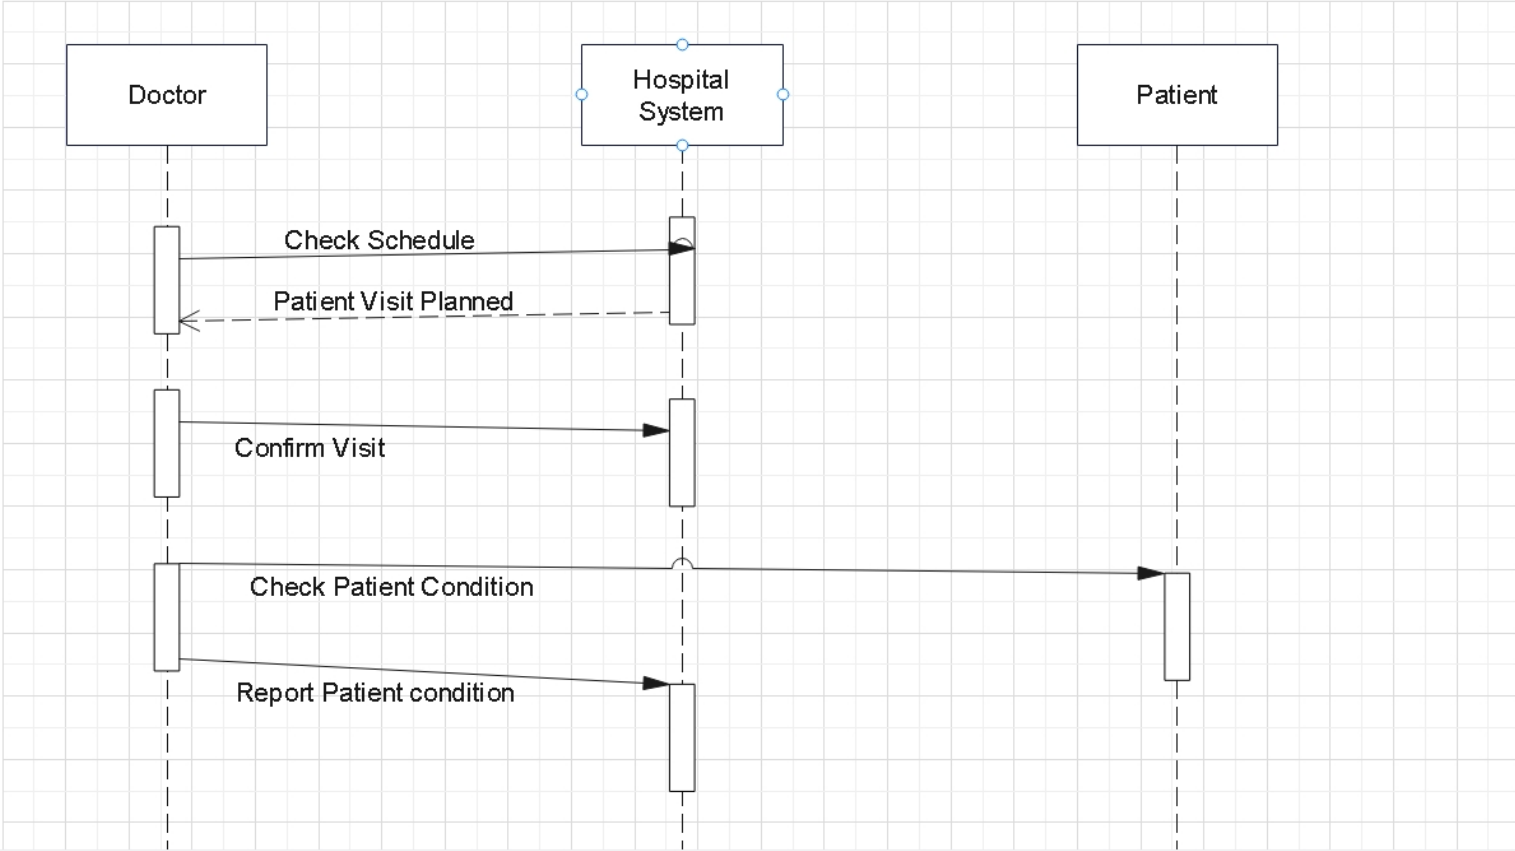 Doctor
Hospital
System
Patient
Check Schedule
Patient Visit Planned
Confirm Visit
Check Patient Condition
Report Patient condition